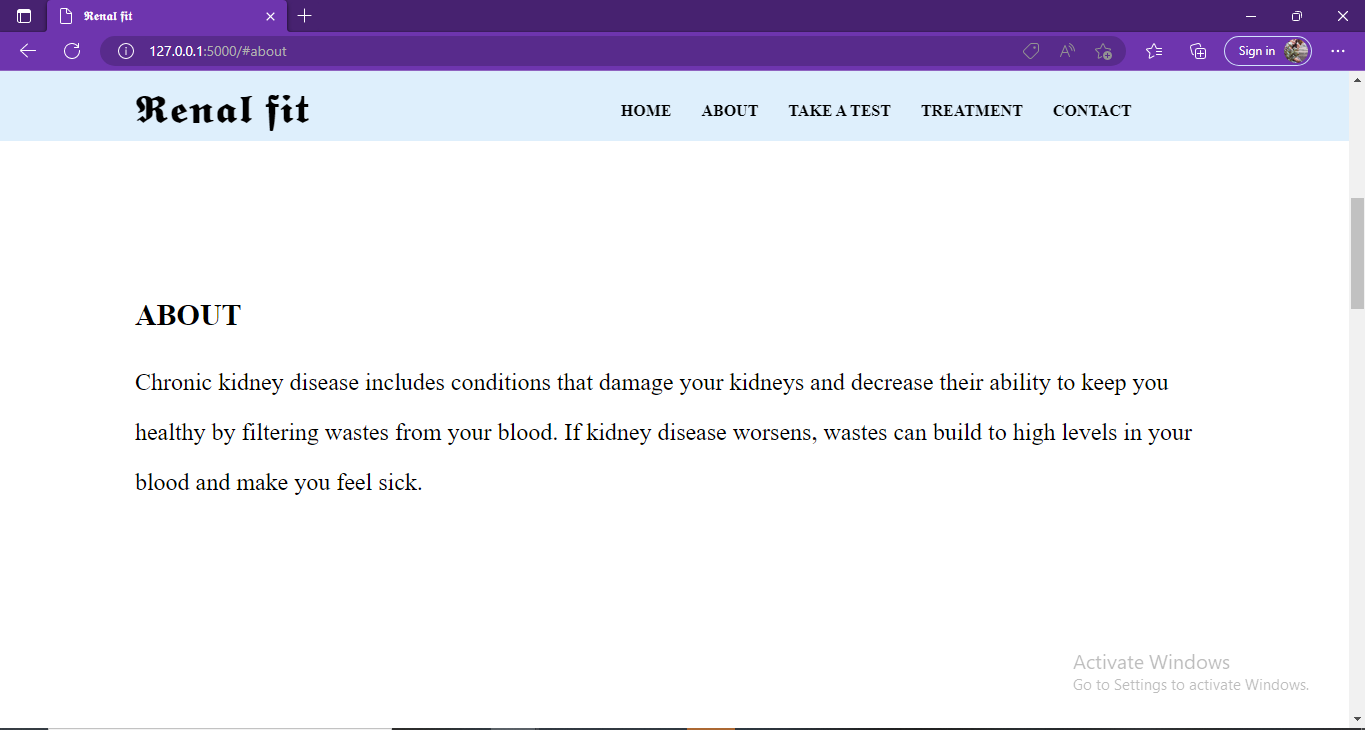 𝕽𝖊𝖓𝖆𝖑 𝖋𝖎𝖙
127.0.0.1:5000/#about
Sign in
𝕽𝖊𝖓𝖆𝖑 𝖋𝖎𝖙
HOME ABOUT TAKE A TEST TREATMENT CONTACT
ABOUT
Chronic kidney disease includes conditions that damage your kidneys and decrease their ability to keep you
healthy by filtering wastes from your blood. If kidney disease worsens, wastes can build to high levels in your
blood and make you feel sick.
Activate Windows
Go to Settings to activate Windows.